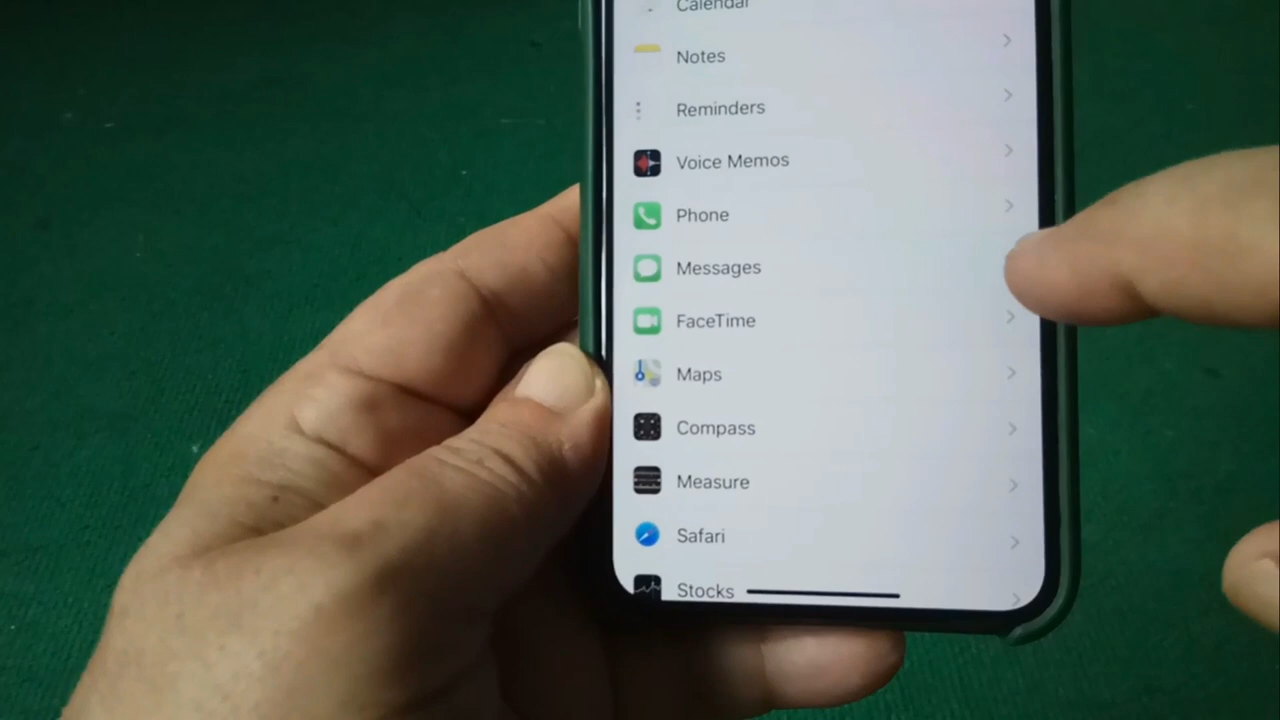 Calendar
Notes
Reminders
Voice Memos
Phone
Messages
FaceTime
Maps
Compass
Measure
Safari
Stocks